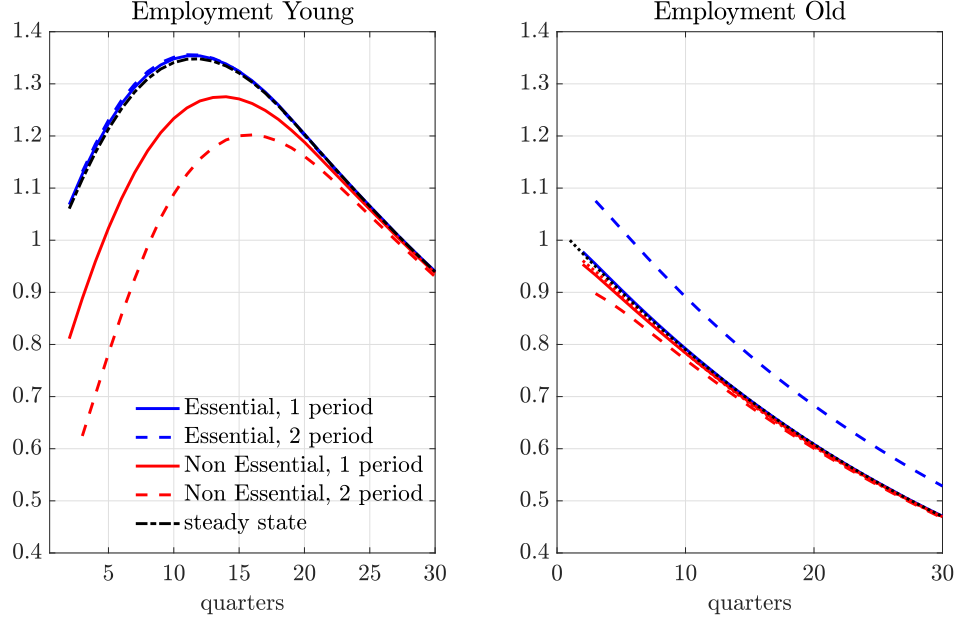 Employment Young
1.4
1.3
1.2
1.1
1
0.9
0.8
0.7
0.6
0.5
0.4
Essential, 1 period
Essential, 2 period
Non Essential, 1 period
Non Essential, 2 period
steady state
5 10 15 20 25 30
quarters
Employment Old
1.4
1.3
1.2
1.1
1
0.9
0.8
0.7
0.6
0.5
0.4
0 10 20 30
quarters